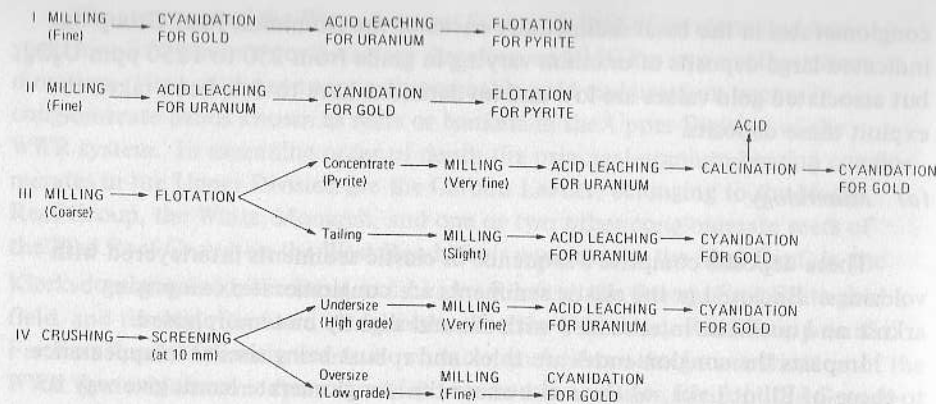 I MILLING (Fine) → CYANIDATION FOR GOLD → ACID LEACHING FOR URANIUM → FLOTATION FOR PYRITE
II MILLING (Fine) → ACID LEACHING FOR URANIUM → CYANIDATION FOR GOLD → FLOTATION FOR PYRITE
ACID
Concentrate (Pyrite) → MILLING (Very fine) → ACID LEACHING FOR URANIUM → CALCINATION → CYANIDATION FOR GOLD
III MILLING (Coarse) → FLOTATION
Tailing → MILLING (Slight) → ACID LEACHING FOR URANIUM → CYANIDATION FOR GOLD
Undersize (High grade) → MILLING (Very fine) → ACID LEACHING FOR URANIUM → CYANIDATION FOR GOLD
IV CRUSHING → SCREENING (at 10 mm)
Oversize (Low grade) → MILLING (Fine) → CYANIDATION FOR GOLD